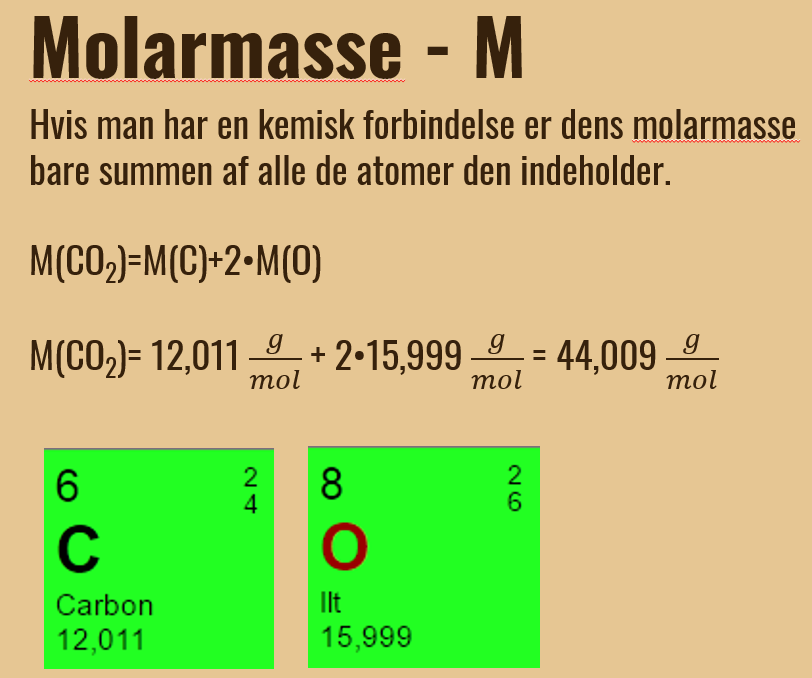 Molarmasse - M
Hvis man har en kemisk forbindelse er dens molarmasse
bare summen af alle de atomer den indeholder.
M(CO₂)=M(C)+2•M(O)
M(CO₂)= 12,011 g/mol + 2•15,999 g/mol = 44,009 g/mol
6 2
4
C
Carbon
12,011
8 2
6
O
Ilt
15,999